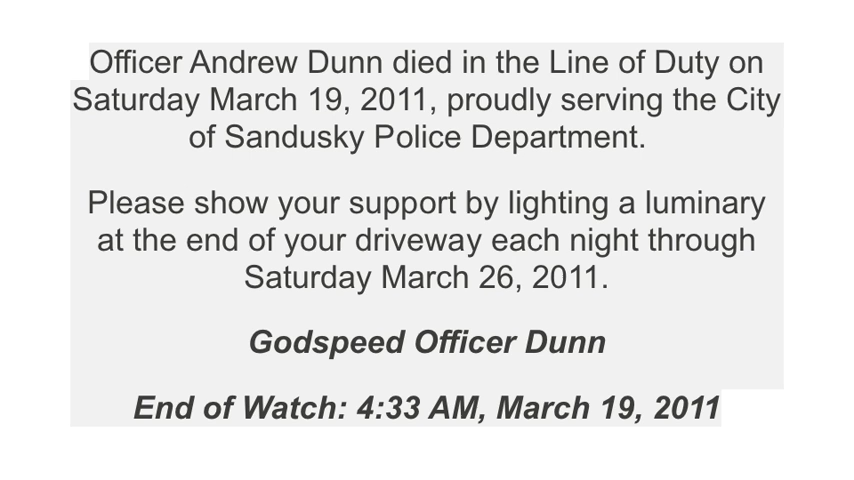 Officer Andrew Dunn died in the Line of Duty on
Saturday March 19, 2011, proudly serving the City
of Sandusky Police Department.
Please show your support by lighting a luminary
at the end of your driveway each night through
Saturday March 26, 2011.
Godspeed Officer Dunn
End of Watch: 4:33 AM, March 19, 2011